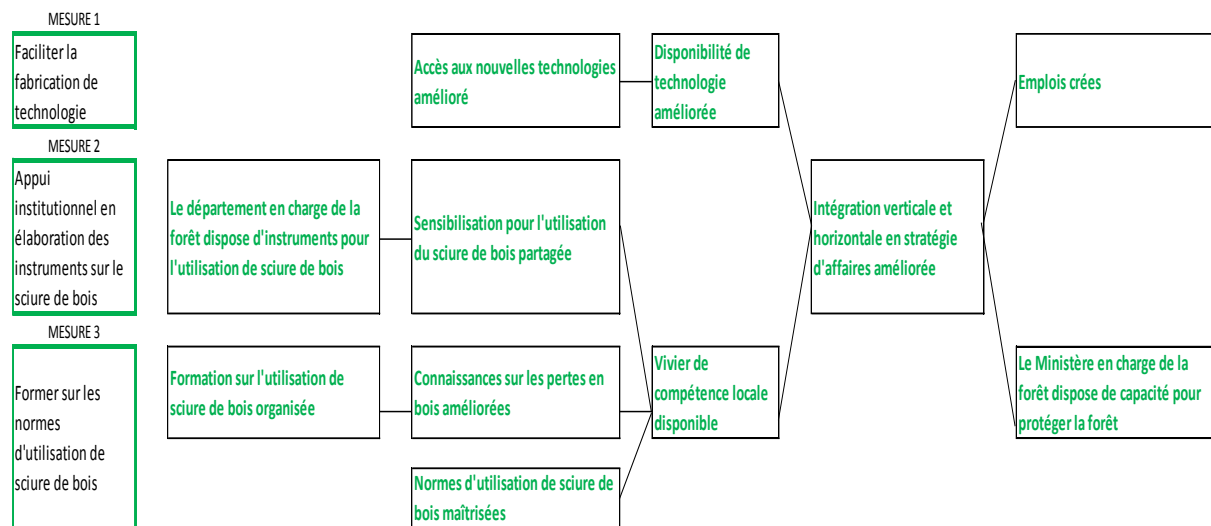 MESURE 1
Faciliter la
fabrication de
technologie
Accès aux nouvelles technologies
amélioré
Disponibilité de
technologie
améliorée
Emplois crées
MESURE 2
Appui
institutionnel en
élaboration des
instruments sur le
sciure de bois
Le département en charge de la
forêt dispose d'instruments pour
l'utilisation de sciure de bois
Sensibilisation pour l'utilisation
du sciure de bois partagée
Intégration verticale et
horizontale en stratégie
d'affaires améliorée
MESURE 3
Former sur les
normes
d'utilisation de
sciure de bois
Formation sur l'utilisation de
sciure de bois organisée
Connaissances sur les pertes en
bois améliorées
Vivier de
compétence locale
disponible
Le Ministère en charge de la
forêt dispose de capacité pour
protéger la forêt
Normes d'utilisation de sciure de
bois maîtrisées